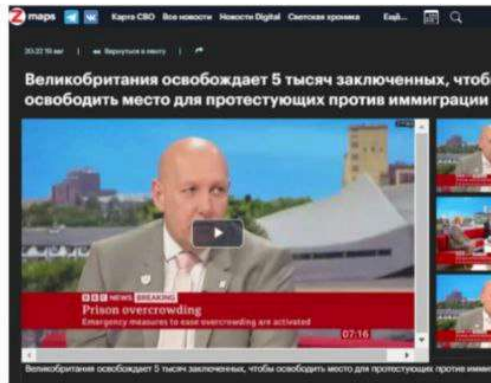 Z maps Карта СВО Все новости Новости Digital Светская хроника Ещё...
Вернуться в ленту
Великобритания освобождает 5 тысяч заключенных, чтоб
освободить место для протестующих против иммиграции
BBC NEWS BREAKING
Prison overcrowding
Emergency measures to ease overcrowding are activated
07:16
Великобритания освобождает 5 тысяч заключенных, чтобы освободить место для протестующих против имми